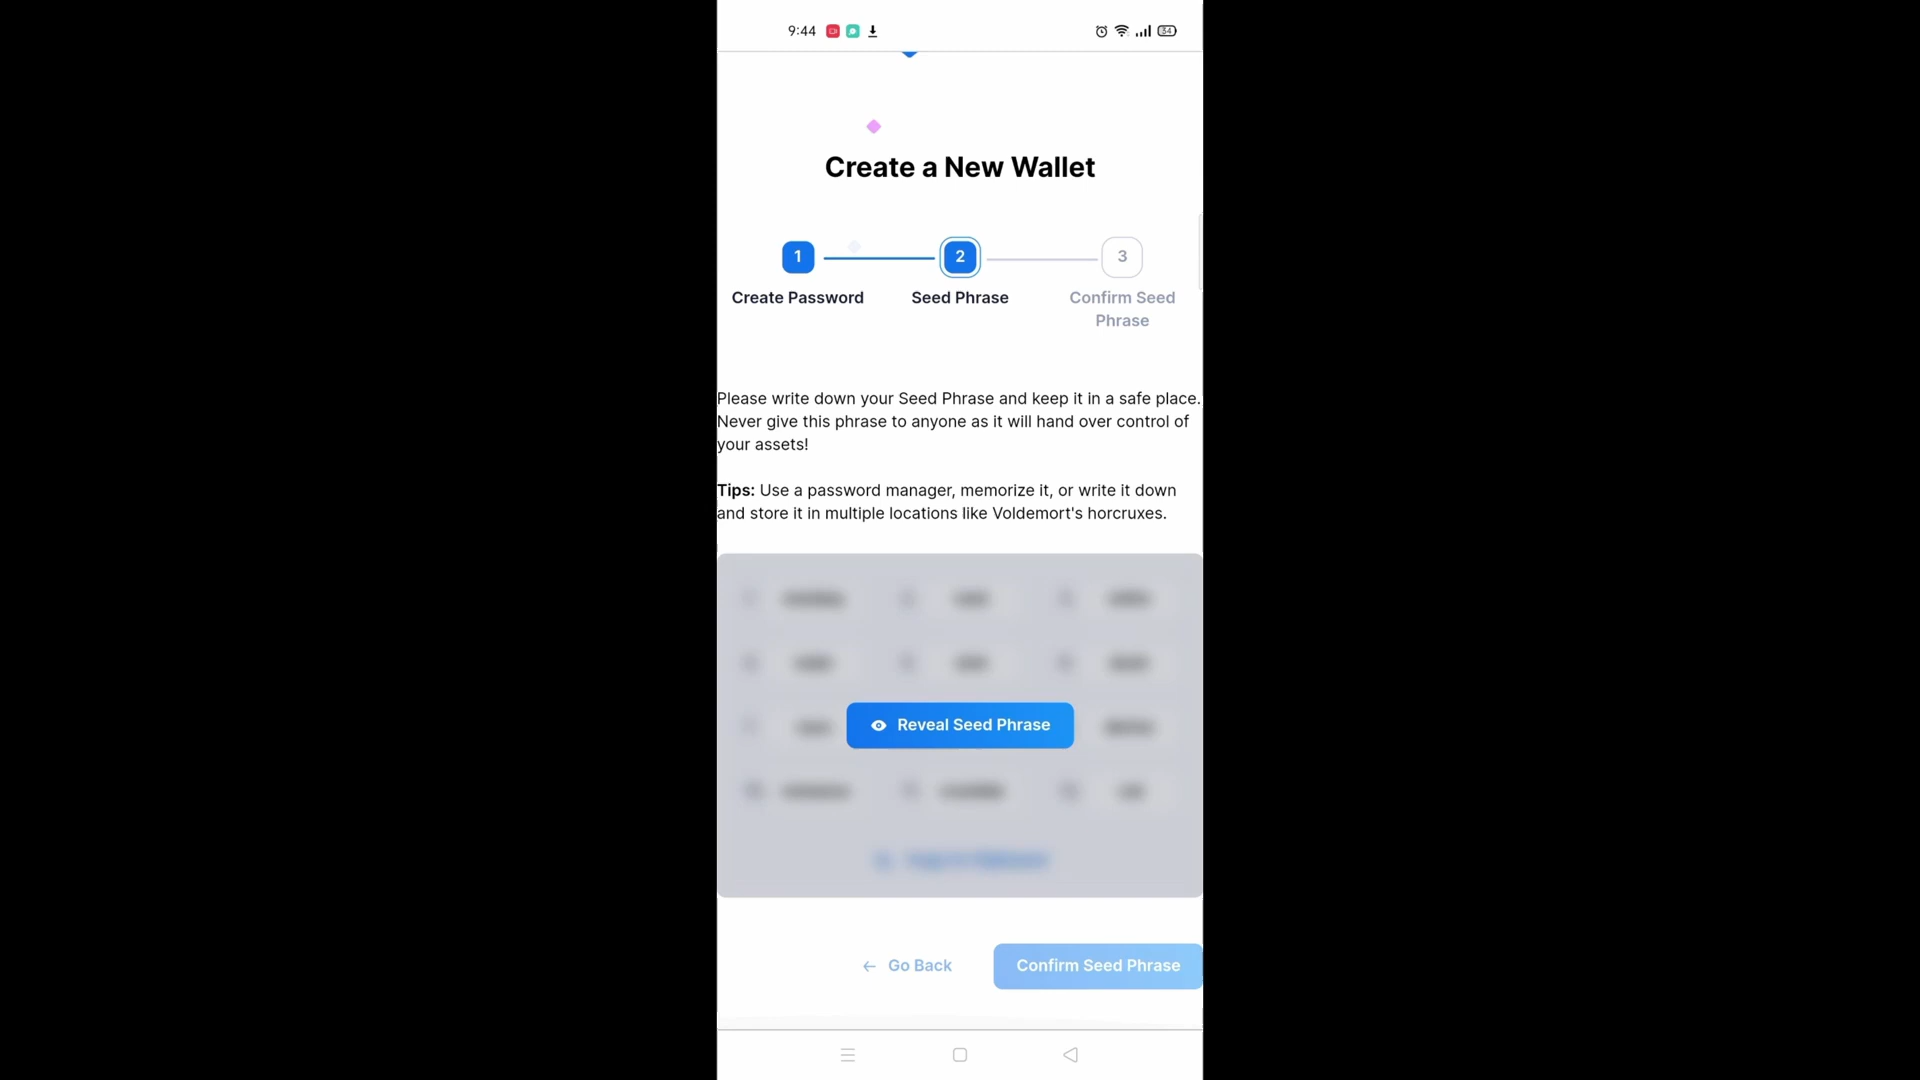 9:44
34
Create a New Wallet
1
2
3
Create Password
Seed Phrase
Confirm Seed
Phrase
Please write down your Seed Phrase and keep it in a safe place.
Never give this phrase to anyone as it will hand over control of
your assets!
Tips: Use a password manager, memorize it, or write it down
and store it in multiple locations like Voldemort's horcruxes.
Reveal Seed Phrase
Go Back
Confirm Seed Phrase